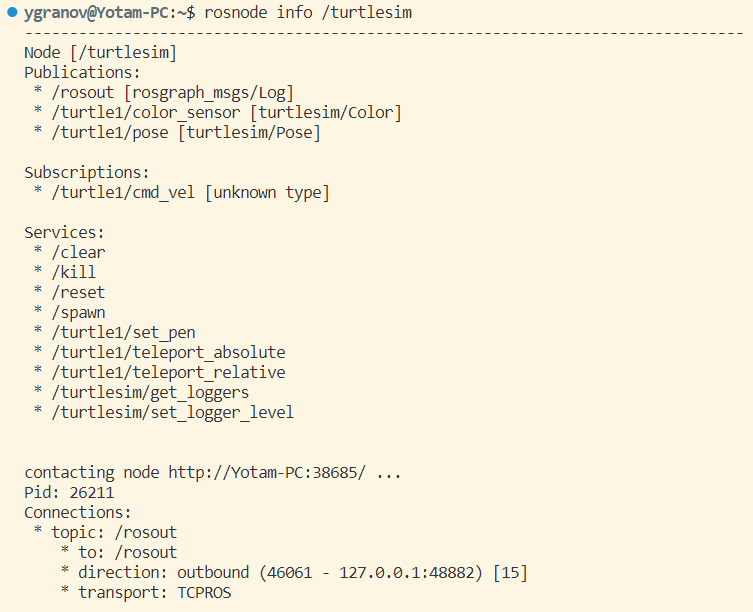 ygranov@Yotam-PC:~$ rosnode info /turtlesim
--------------------------------------------------------------------------------
Node [/turtlesim]
Publications:
 * /rosout [rosgraph_msgs/Log]
 * /turtle1/color_sensor [turtlesim/Color]
 * /turtle1/pose [turtlesim/Pose]

Subscriptions:
 * /turtle1/cmd_vel [unknown type]

Services:
 * /clear
 * /kill
 * /reset
 * /spawn
 * /turtle1/set_pen
 * /turtle1/teleport_absolute
 * /turtle1/teleport_relative
 * /turtlesim/get_loggers
 * /turtlesim/set_logger_level


contacting node http://Yotam-PC:38685/ ...
Pid: 26211
Connections:
 * topic: /rosout
    * to: /rosout
    * direction: outbound (46061 - 127.0.0.1:48882) [15]
    * transport: TCPROS